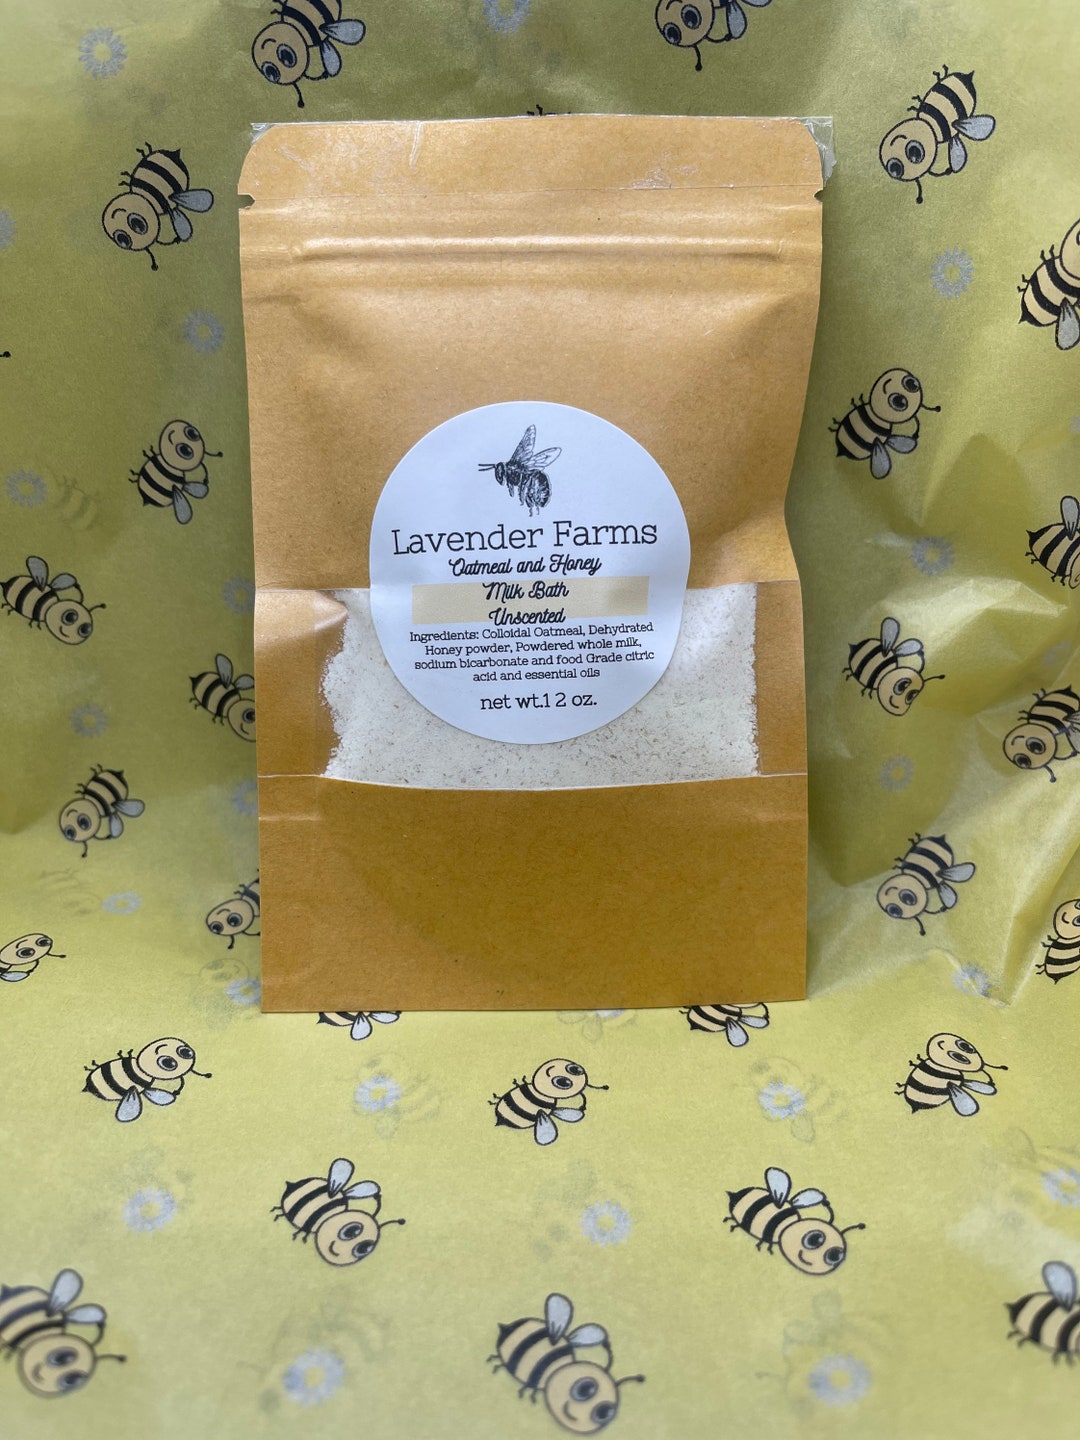 Lavender Farms
Oatmeal and Honey
Milk Bath
Unscented
Ingredients: Colloidal Oatmeal, Dehydrated
Honey powder, Powdered whole milk,
sodium bicarbonate and food Grade citric
acid and essential oils
net wt.1 2 oz.